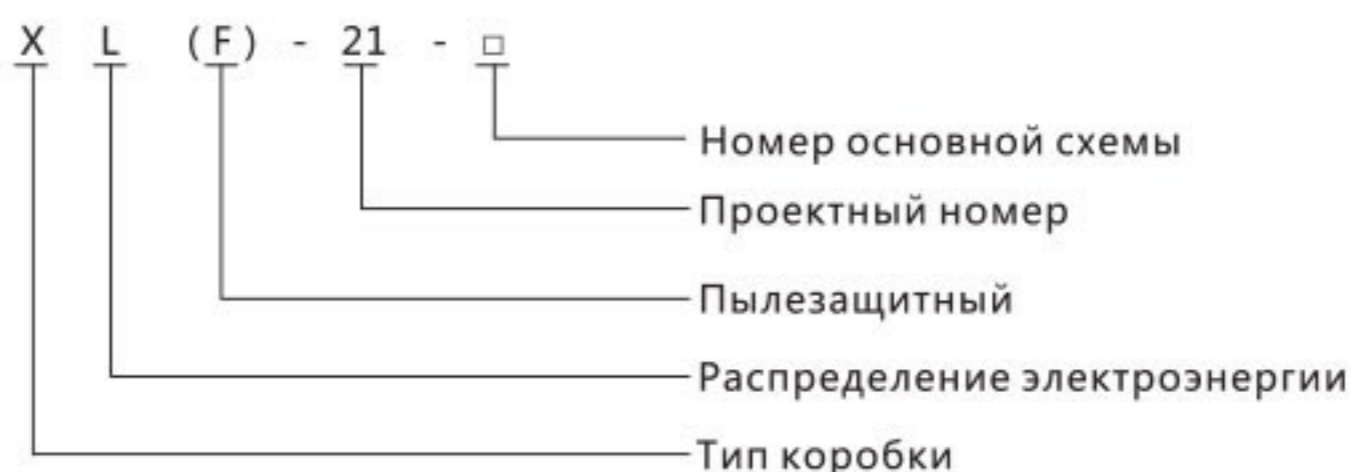 X L (F) - 21 - □
Номер основной схемы
Проектный номер
Пылезащитный
Распределение электроэнергии
Тип коробки